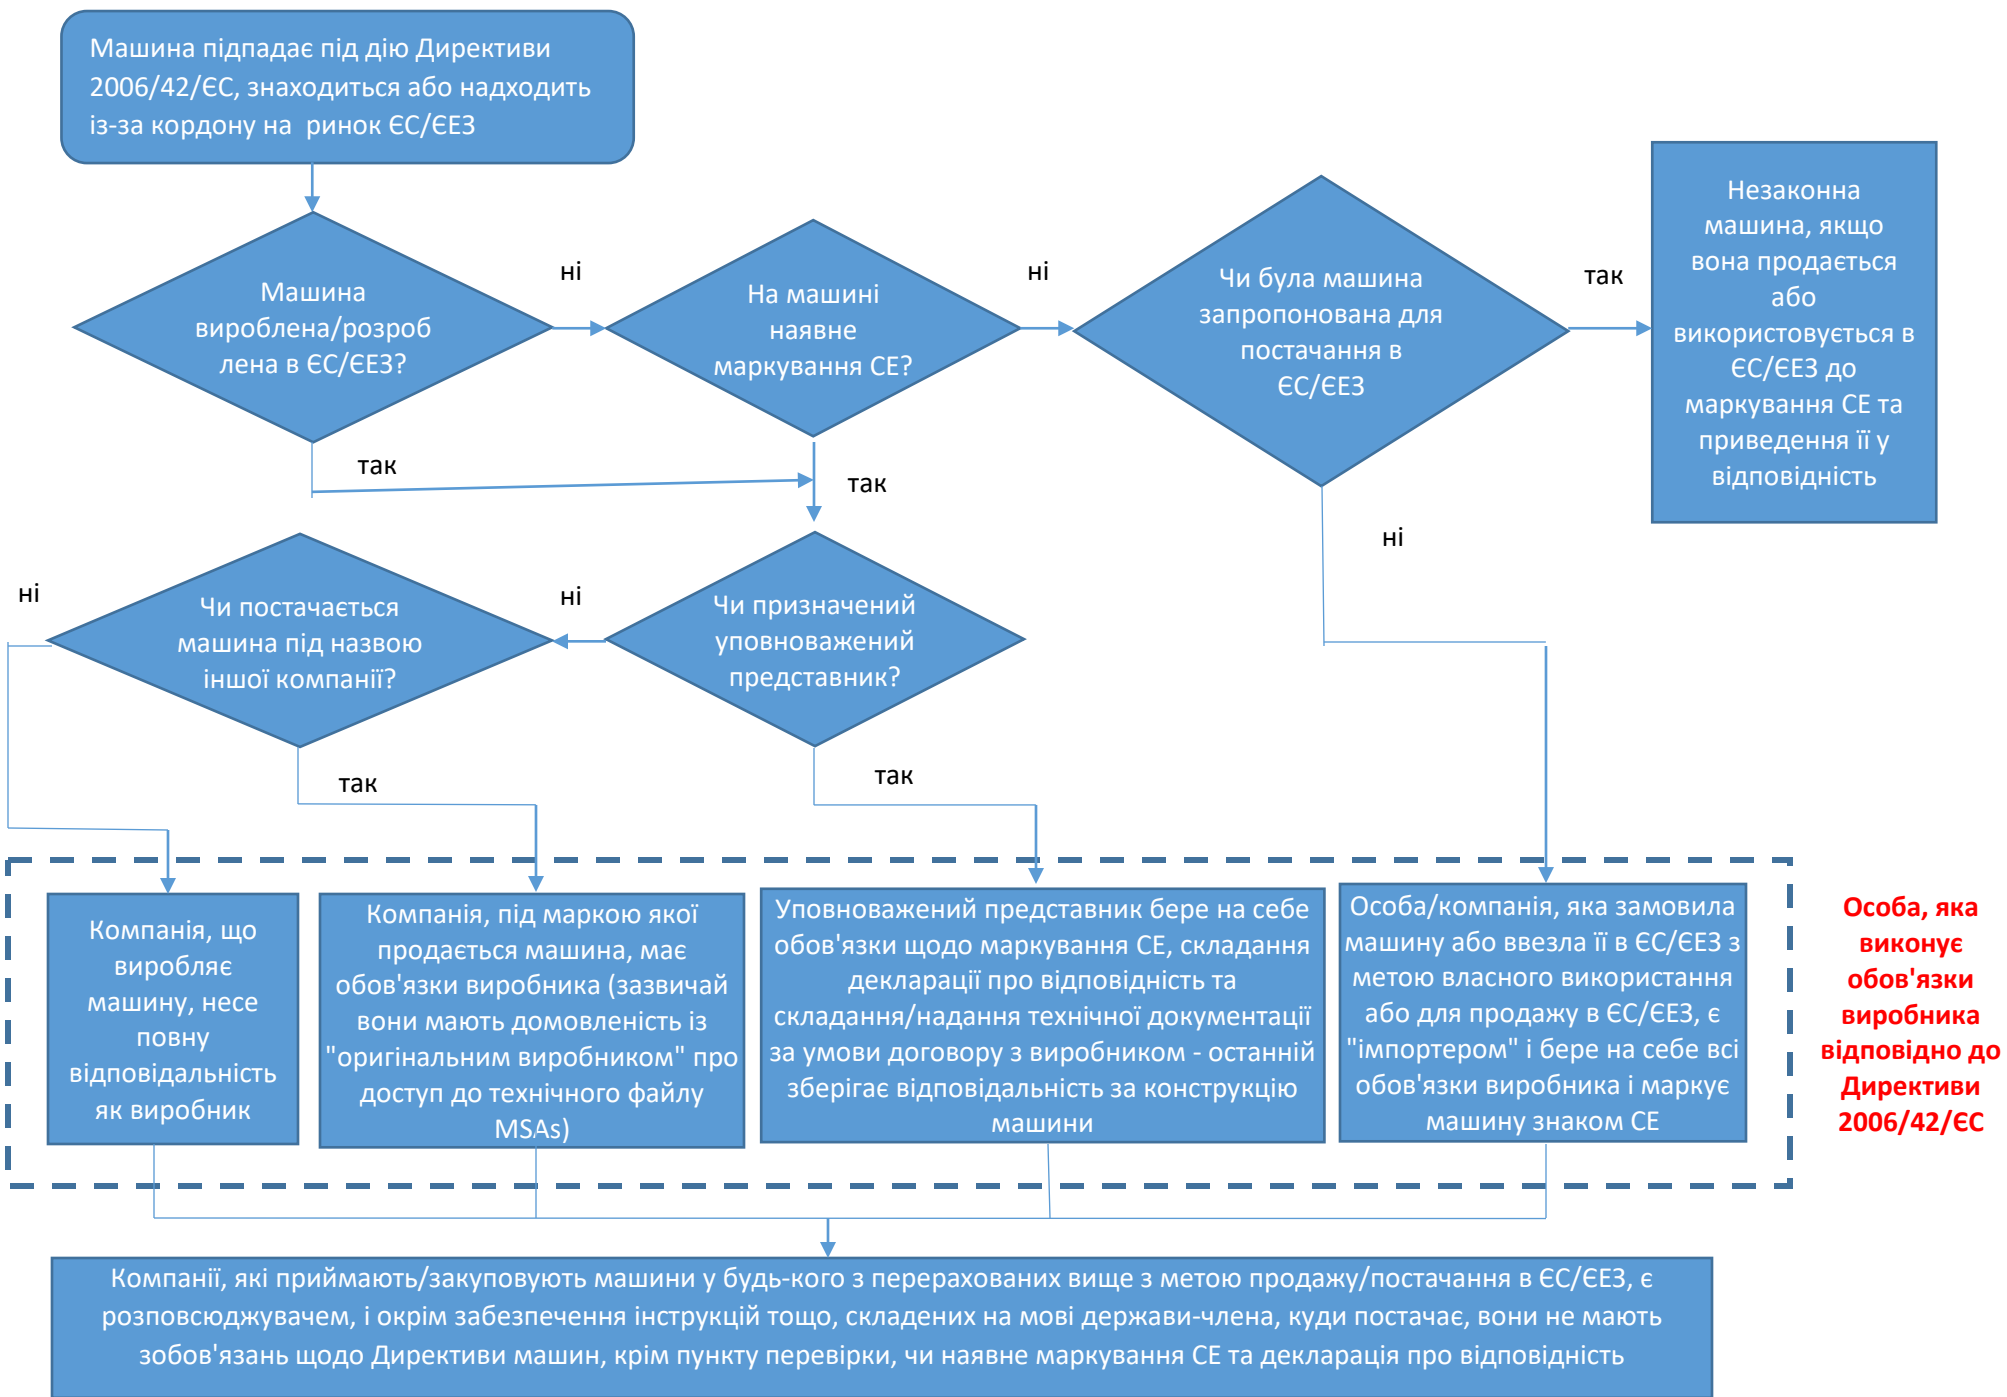 Машина підпадає під дію Директиви
2006/42/ЄС, знаходиться або надходить
із-за кордону на  ринок ЄС/ЄЕЗ
Машина
вироблена/розроб
лена в ЄС/ЄЕЗ?
ні
На машині
наявне
маркування СЕ?
ні
Чи була машина
запропонована для
постачання в
ЄС/ЄЕЗ
так
Незаконна
машина, якщо
вона продається
або
використовується в
ЄС/ЄЕЗ до
маркування СЕ та
приведення її у
відповідність
так
так
ні
ні
Чи постачається
машина під назвою
іншої компанії?
ні
Чи призначений
уповноважений
представник?
так
так
Компанія, що
виробляє
машину, несе
повну
відповідальність
як виробник
Компанія, під маркою якої
продається машина, має
обов'язки виробника (зазвичай
вони мають домовленість із
"оригінальним виробником" про
доступ до технічного файлу
MSAs)
Уповноважений представник бере на себе
обов'язки щодо маркування СЕ, складання
декларації про відповідність та
складання/надання технічної документації
за умови договору з виробником - останній
зберігає відповідальність за конструкцію
машини
Особа/компанія, яка замовила
машину або ввезла її в ЄС/ЄЕЗ з
метою власного використання
або для продажу в ЄС/ЄЕЗ, є
"імпортером" і бере на себе всі
обов'язки виробника і маркує
машину знаком СЕ
Особа, яка
виконує
обов'язки
виробника
відповідно до
Директиви
2006/42/ЄС
Компанії, які приймають/закуповують машини у будь-кого з перерахованих вище з метою продажу/постачання в ЄС/ЄЕЗ, є
розповсюджувачем, і окрім забезпечення інструкцій тощо, складених на мові держави-члена, куди постачає, вони не мають
зобов'язань щодо Директиви машин, крім пункту перевірки, чи наявне маркування СЕ та декларація про відповідність